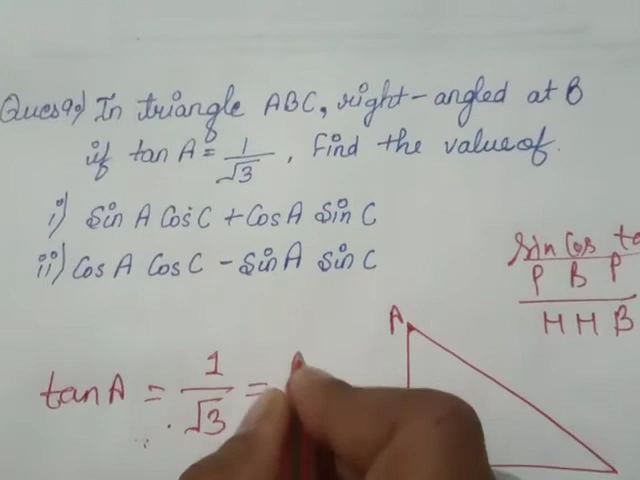 Ques9) In triangle ABC, right-angled at B
if tan A = 1/√3, Find the value of.
i) Sin A Cos C + Cos A Sin C
ii) Cos A Cos C - Sin A Sin C
Sin Cos ta
P B P
H H B
A
tan A = 1/√3 =